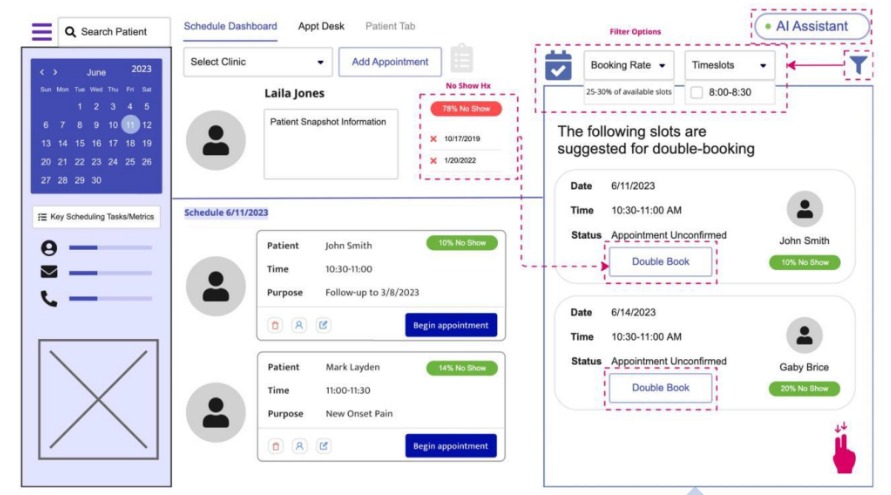 Search Patient
Schedule Dashboard
Appt Desk
Patient Tab
Filter Options
AI Assistant
Select Clinic
Add Appointment
Booking Rate
Timeslots
25-30% of available slots
8:00-8:30
June 2023
Sun Mon Tue Wed Thu Fri Sat
1 2 3 4 5
6 7 8 9 10 11 12
13 14 15 16 17 18 19
20 21 22 23 24 25 26
27 28 29 30
Key Scheduling Tasks/Metrics
Laila Jones
Patient Snapshot Information
No Show Hx
78% No Show
10/17/2019
1/20/2022
Schedule 6/11/2023
Patient John Smith
10% No Show
Time 10:30-11:00
Purpose Follow-up to 3/8/2023
Begin appointment
Patient Mark Layden
14% No Show
Time 11:00-11:30
Purpose New Onset Pain
Begin appointment
The following slots are
suggested for double-booking
Date 6/11/2023
Time 10:30-11:00 AM
Status Appointment Unconfirmed
Double Book
John Smith
10% No Show
Date 6/14/2023
Time 10:30-11:00 AM
Status Appointment Unconfirmed
Double Book
Gaby Brice
20% No Show